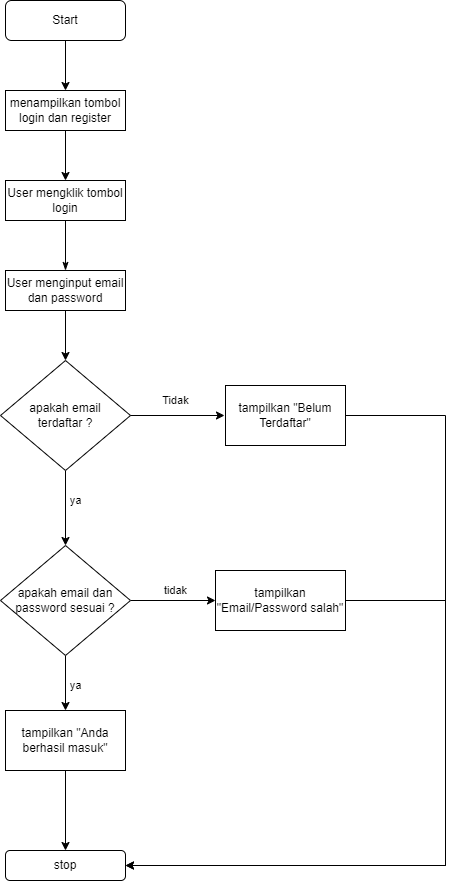 Start
menampilkan tombol
login dan register
User mengklik tombol
login
User menginput email
dan password
apakah email
terdaftar ?
Tidak
tampilkan "Belum
Terdaftar"
ya
apakah email dan
password sesuai ?
tidak
tampilkan
"Email/Password salah"
ya
tampilkan "Anda
berhasil masuk"
stop